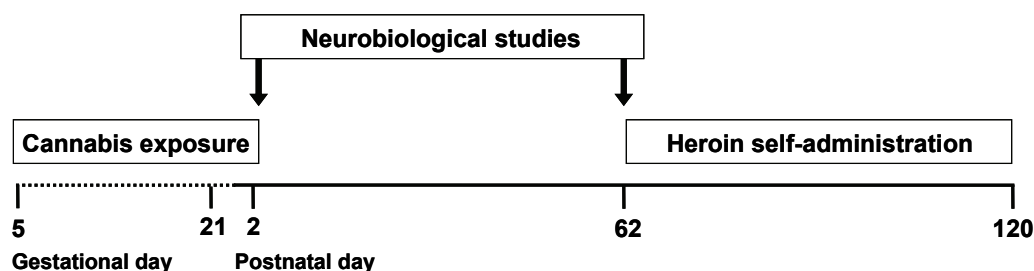 Neurobiological studies
Cannabis exposure
Heroin self-administration
5
21
2
62
120
Gestational day
Postnatal day